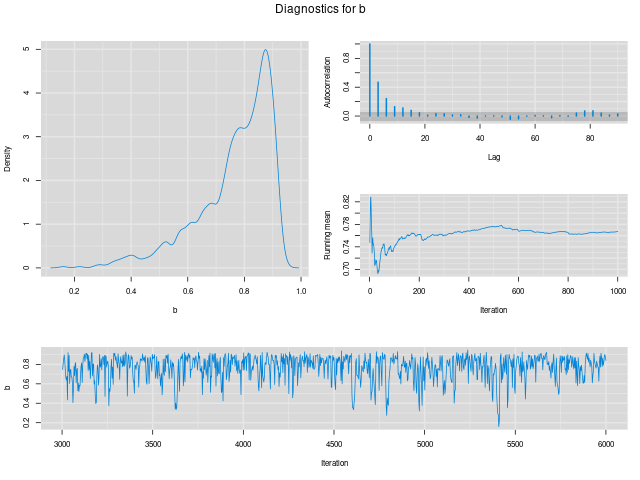 Diagnostics for b
Density
0 1 2 3 4 5
0.2 0.4 0.6 0.8 1.0
b
Autocorrelation
0.0 0.4 0.8
0 20 40 60 80
Lag
Running mean
0.70 0.74 0.78 0.82
0 200 400 600 800 1000
Iteration
b
0.2 0.4 0.6 0.8
3000 3500 4000 4500 5000 5500 6000
Iteration